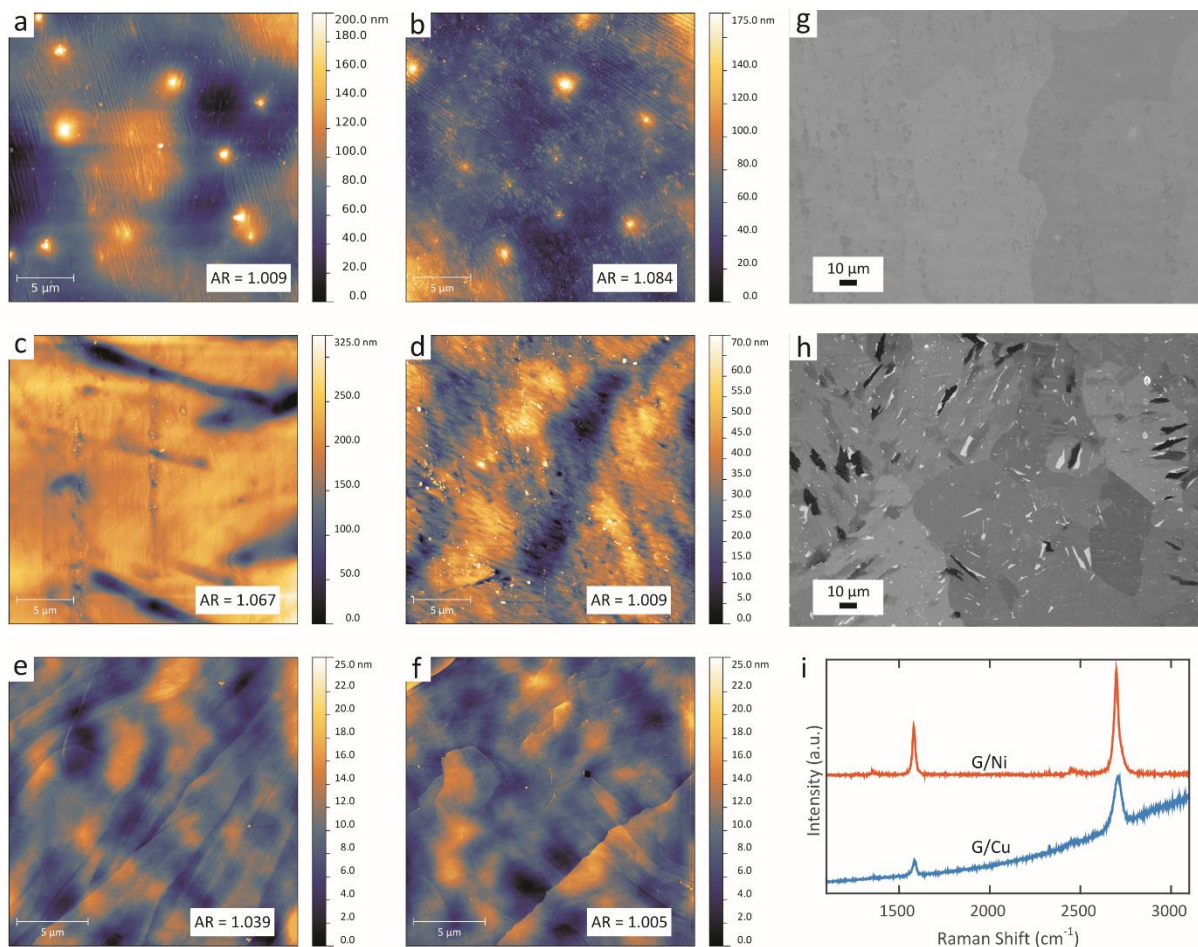 a
200.0 nm
180.0
160.0
140.0
120.0
100.0
80.0
60.0
40.0
20.0
0.0
5 µm
AR = 1.009
b
175.0 nm
140.0
120.0
100.0
80.0
60.0
40.0
20.0
0.0
5 µm
AR = 1.084
g
10 µm
c
325.0 nm
250.0
200.0
150.0
100.0
50.0
0.0
5 µm
AR = 1.067
d
70.0 nm
60.0
55.0
50.0
45.0
40.0
35.0
30.0
25.0
20.0
15.0
10.0
5.0
0.0
5 µm
AR = 1.009
h
10 µm
e
25.0 nm
22.0
20.0
18.0
16.0
14.0
12.0
10.0
8.0
6.0
4.0
2.0
0.0
5 µm
AR = 1.039
f
25.0 nm
22.0
20.0
18.0
16.0
14.0
12.0
10.0
8.0
6.0
4.0
2.0
0.0
5 µm
AR = 1.005
i
G/Ni
G/Cu
Intensity (a.u.)
1500
2000
2500
3000
Raman Shift (cm⁻¹)